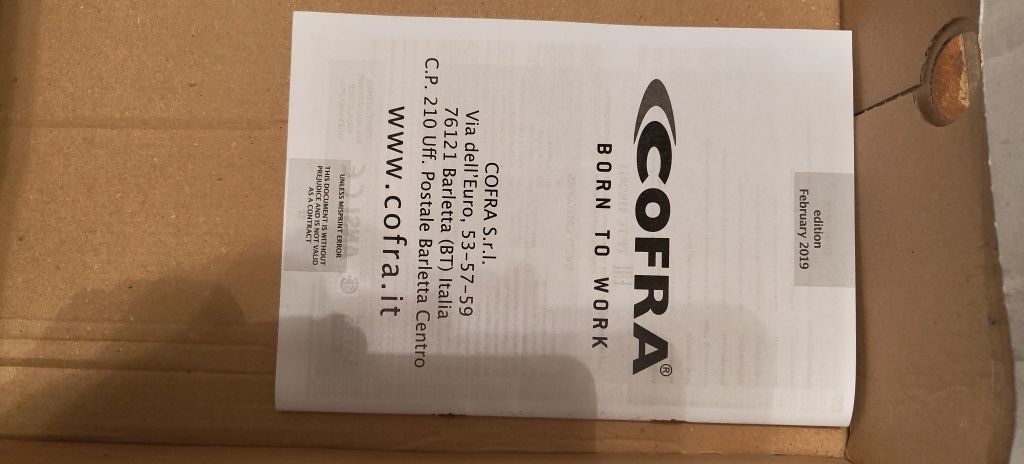 edition
February 2019
COFRA®
BORN TO WORK
COFRA S.r.l.
Via dell'Euro, 53-57-59
76121 Barletta (BT) Italia
C.P. 210 Uff. Postale Barletta Centro
www.cofra.it
UNLESS MISPRINT ERROR
THIS DOCUMENT IS WITHOUT
PREJUDICE AND IS NOT VALID
AS A CONTRACT